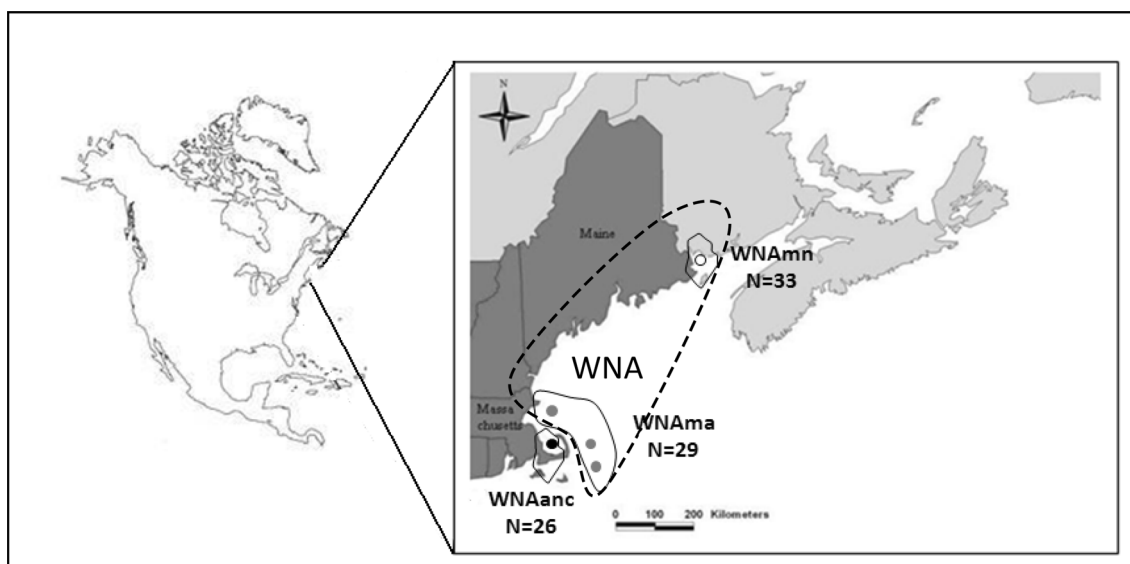 N
Maine
WNAmn
N=33
WNA
Massa
chusetts
WNAma
N=29
WNAanc
N=26
0 100 200 Kilometers